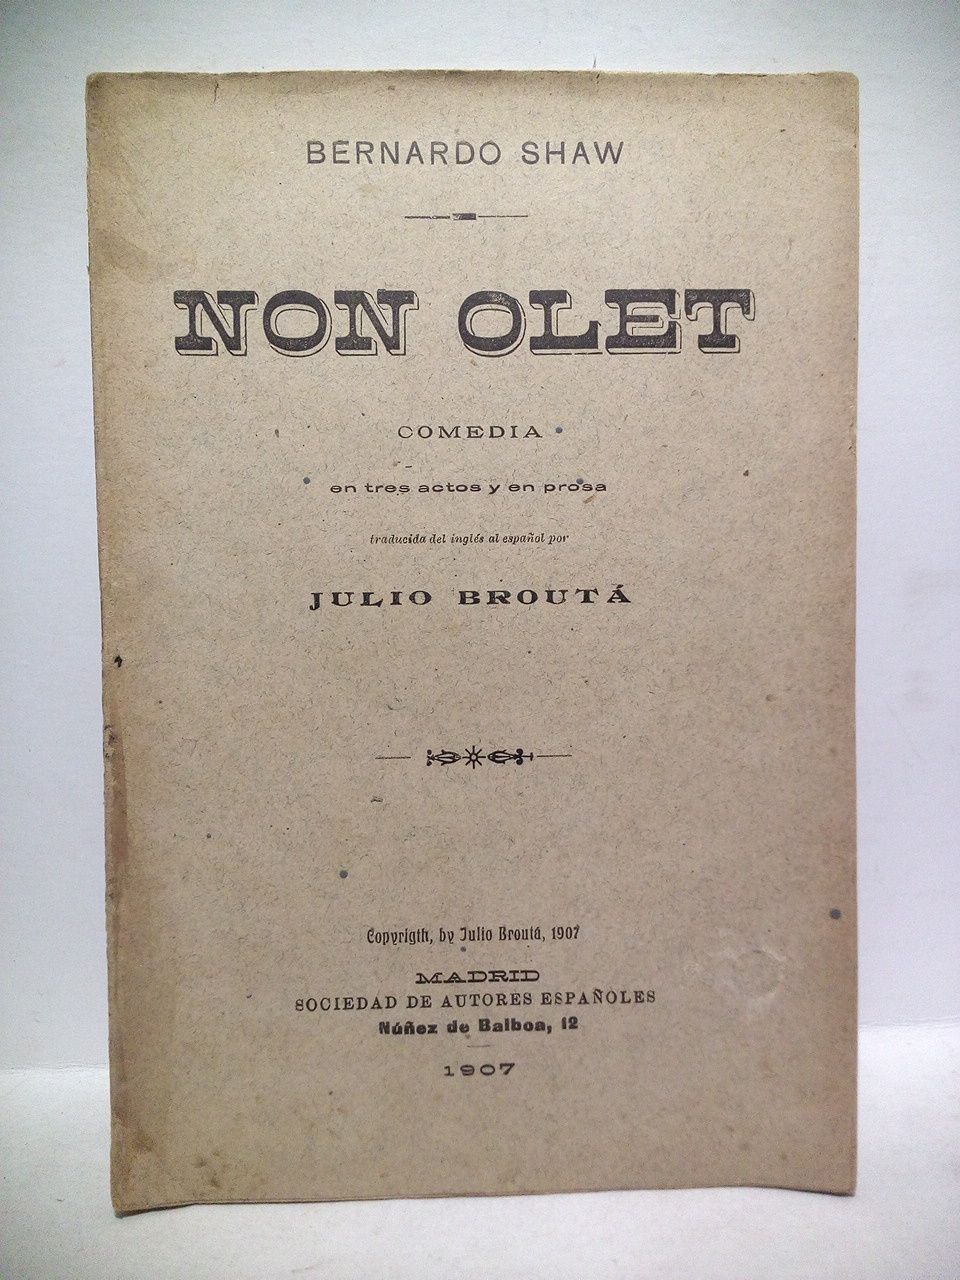 BERNARDO SHAW
NON OLET
COMEDIA
en tres actos y en prosa
traducida del inglés al español por
JULIO BROUTÁ
Copyrigth, by Julio Broutá, 1907
MADRID
SOCIEDAD DE AUTORES ESPAÑOLES
Núñez de Balboa, 12
1907